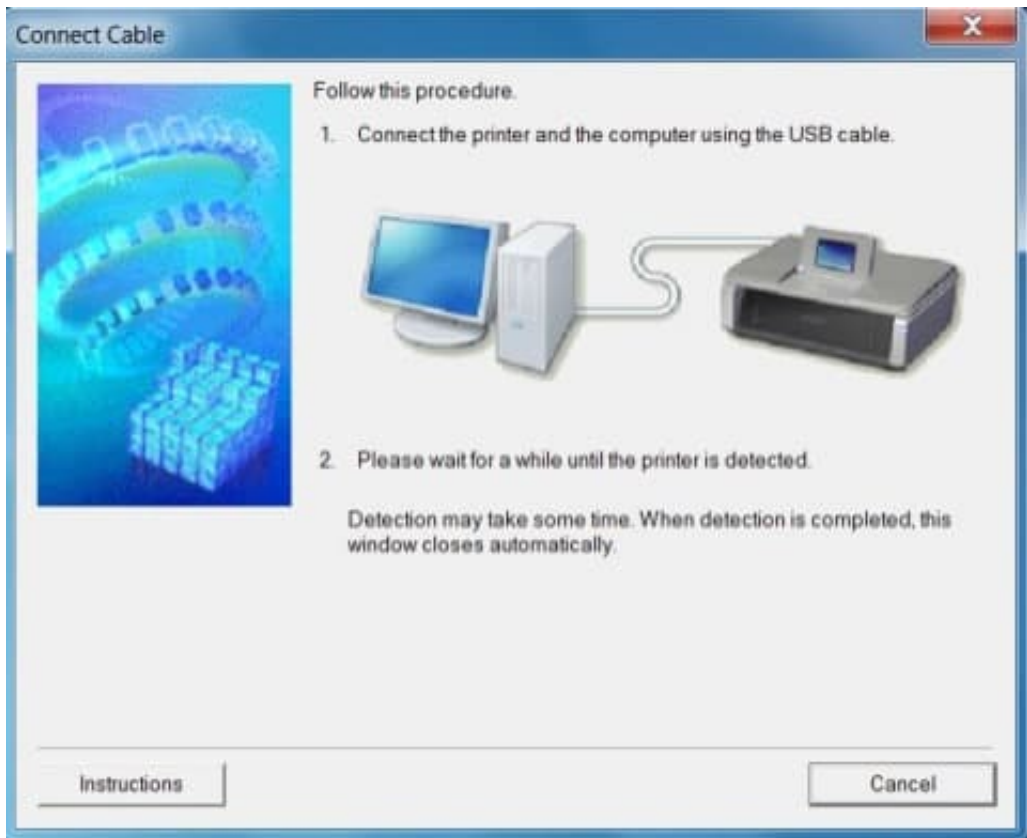 Connect Cable
Follow this procedure.
1. Connect the printer and the computer using the USB cable.
2. Please wait for a while until the printer is detected.
Detection may take some time. When detection is completed, this
window closes automatically.
Instructions
Cancel